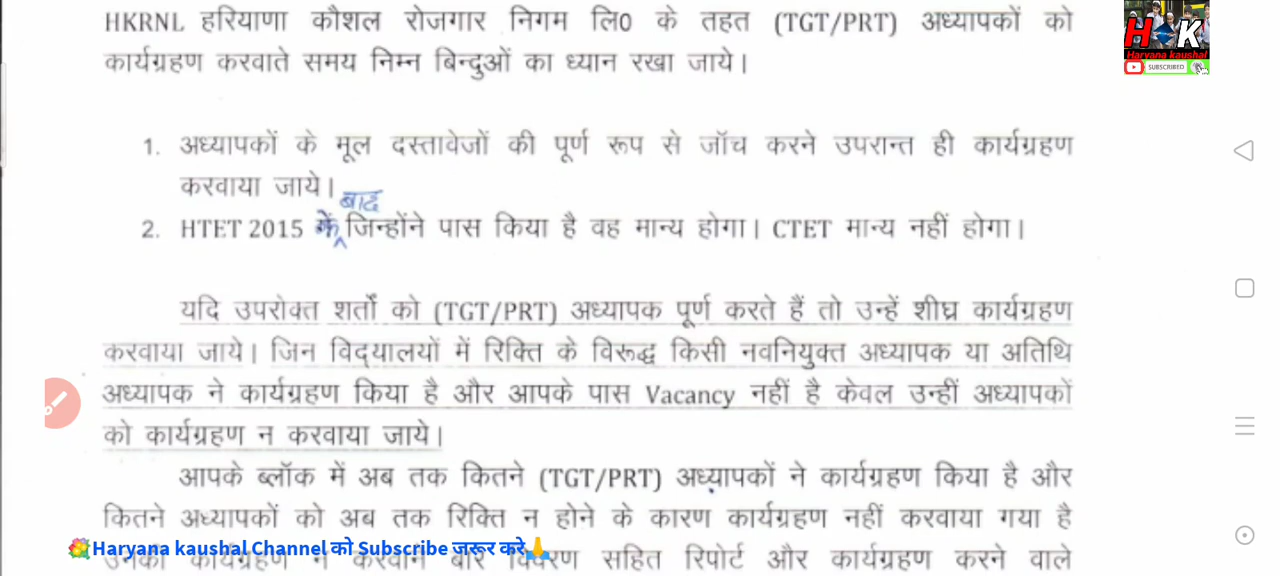 HKRNL हरियाणा कौशल रोजगार निगम लि0 के तहत (TGT/PRT) अध्यापकों को
कार्यग्रहण करवाते समय निम्न बिन्दुओं का ध्यान रखा जाये।
H K
Haryana kaushal
SUBSCRIBED
1. अध्यापकों के मूल दस्तावेजों की पूर्ण रूप से जॉच करने उपरान्त ही कार्यग्रहण
करवाया जाये।
बाद
2. HTET 2015 के जिन्होंने पास किया है वह मान्य होगा। CTET मान्य नहीं होगा।
यदि उपरोक्त शर्तों को (TGT/PRT) अध्यापक पूर्ण करते हैं तो उन्हें शीघ्र कार्यग्रहण
करवाया जाये। जिन विद्यालयों में रिक्ति के विरूद्ध किसी नवनियुक्त अध्यापक या अतिथि
अध्यापक ने कार्यग्रहण किया है और आपके पास Vacancy नहीं है केवल उन्हीं अध्यापकों
को कार्यग्रहण न करवाया जाये।
आपके ब्लॉक में अब तक कितने (TGT/PRT) अध्यापकों ने कार्यग्रहण किया है और
कितने अध्यापकों को अब तक रिक्ति न होने के कारण कार्यग्रहण नहीं करवाया गया है
Haryana kaushal Channel को Subscribe जरूर करे
उनकी कार्यग्रहण न करवाने बारे विवरण सहित रिपोर्ट और कार्यग्रहण करने वाले